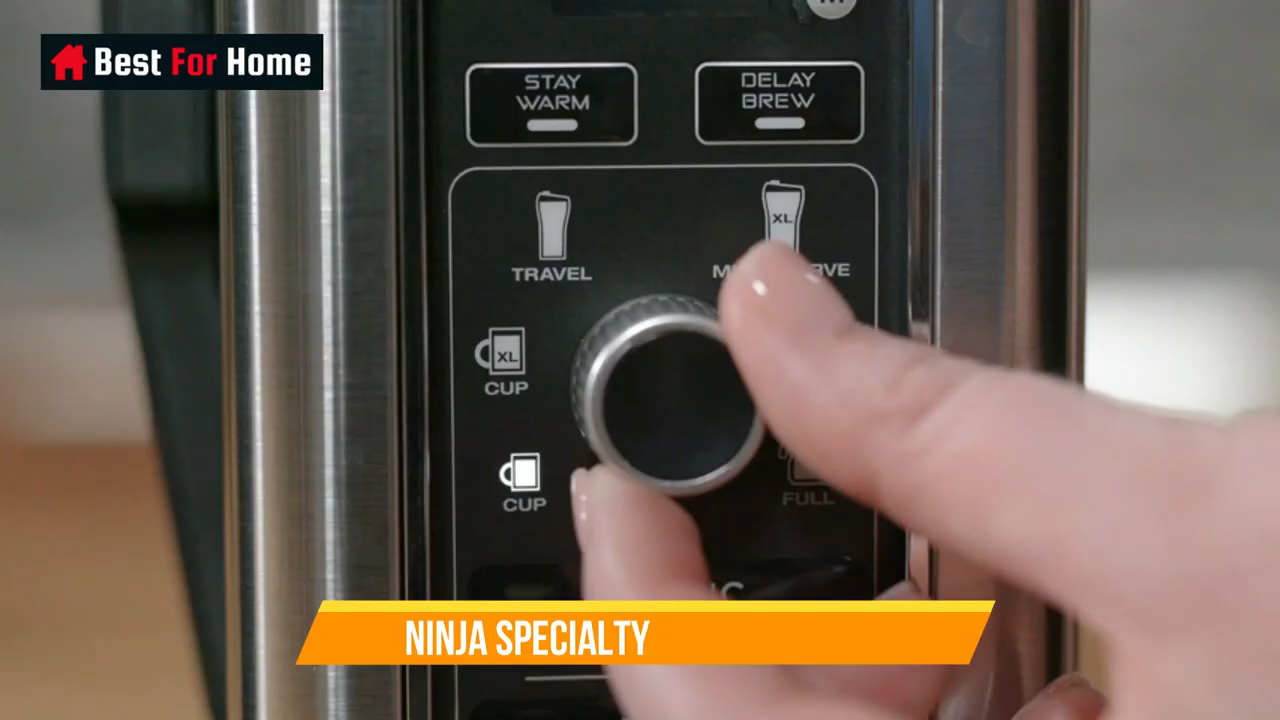 Best For Home
STAY
WARM
DELAY
BREW
XL
TRAVEL
XL
CUP
CUP
FULL
NINJA SPECIALTY